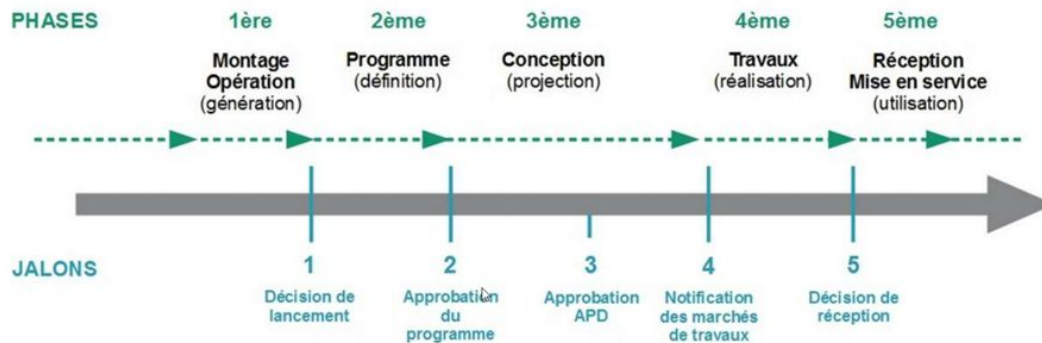 PHASES 1ère 2ème 3ème 4ème 5ème
Montage Programme Conception Travaux Réception
Opération (définition) (projection) (réalisation) Mise en service
(génération) (utilisation)
JALONS 1 2 3 4 5
Décision de Approbation Approbation Notification Décision de
lancement du APD des marchés réception
programme de travaux